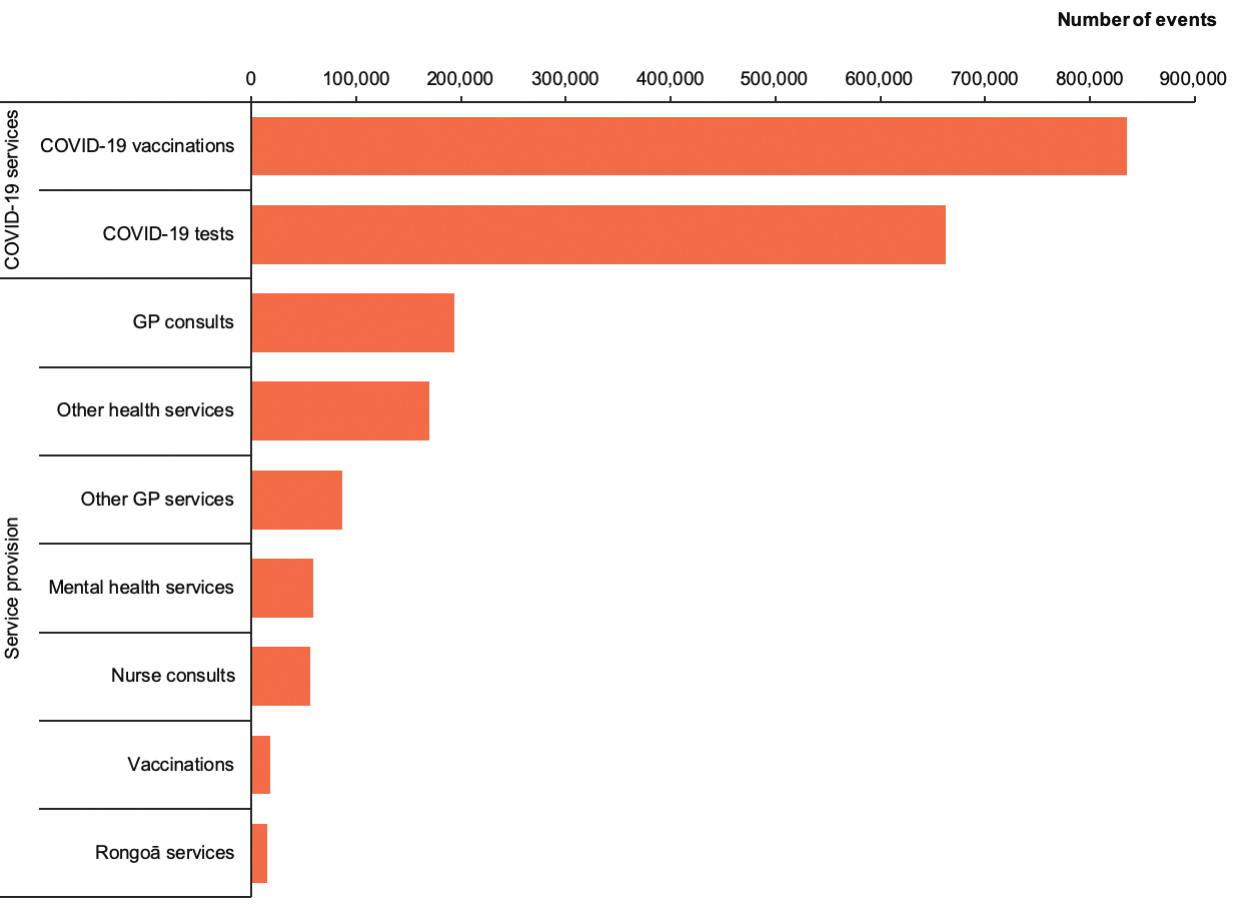 Number of events
0 100,000 200,000 300,000 400,000 500,000 600,000 700,000 800,000 900,000
COVID-19 services
COVID-19 vaccinations
COVID-19 tests
Service provision
GP consults
Other health services
Other GP services
Mental health services
Nurse consults
Vaccinations
Rongoā services